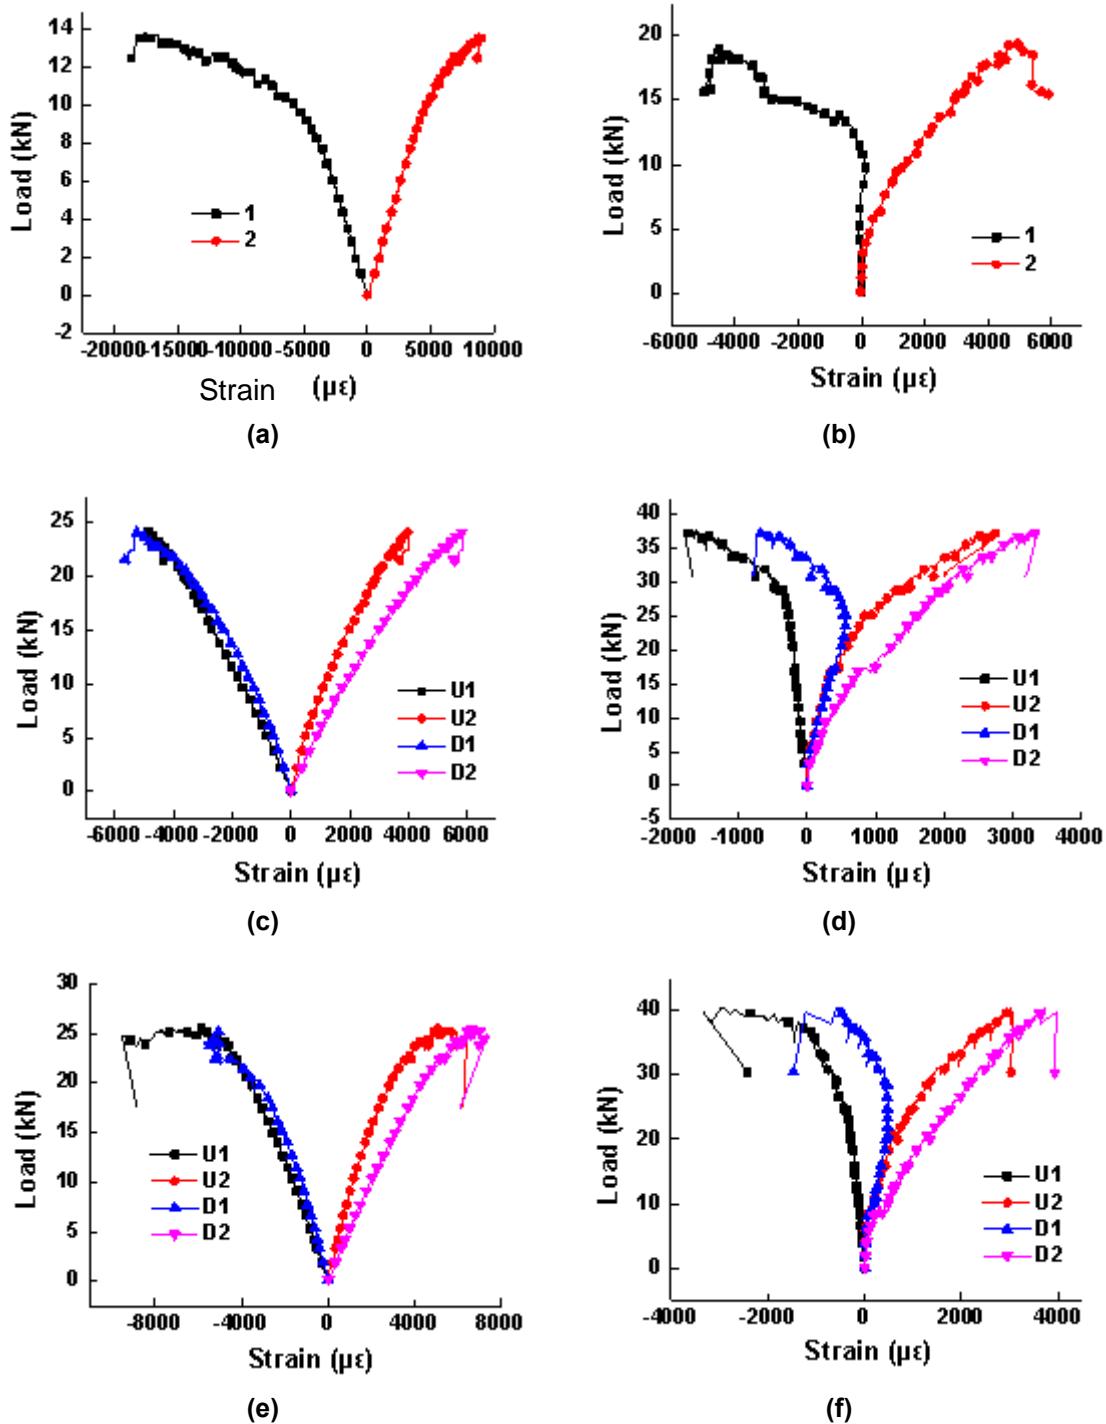 14
12
10
8
6
4
2
0
-2
Load (kN)
1
2
-20000
-15000
-10000
-5000
0
5000
10000
Strain (με)
(a)
20
15
10
5
0
Load (kN)
1
2
-6000
-4000
-2000
0
2000
4000
6000
Strain (με)
(b)
25
20
15
10
5
0
Load (kN)
U1
U2
D1
D2
-6000
-4000
-2000
0
2000
4000
6000
Strain (με)
(c)
40
35
30
25
20
15
10
5
0
-5
Load (kN)
U1
U2
D1
D2
-2000
-1000
0
1000
2000
3000
4000
Strain (με)
(d)
30
25
20
15
10
5
0
Load (kN)
U1
U2
D1
D2
-8000
-4000
0
4000
8000
Strain (με)
(e)
40
30
20
10
0
Load (kN)
U1
U2
D1
D2
-4000
-2000
0
2000
4000
Strain (με)
(f)